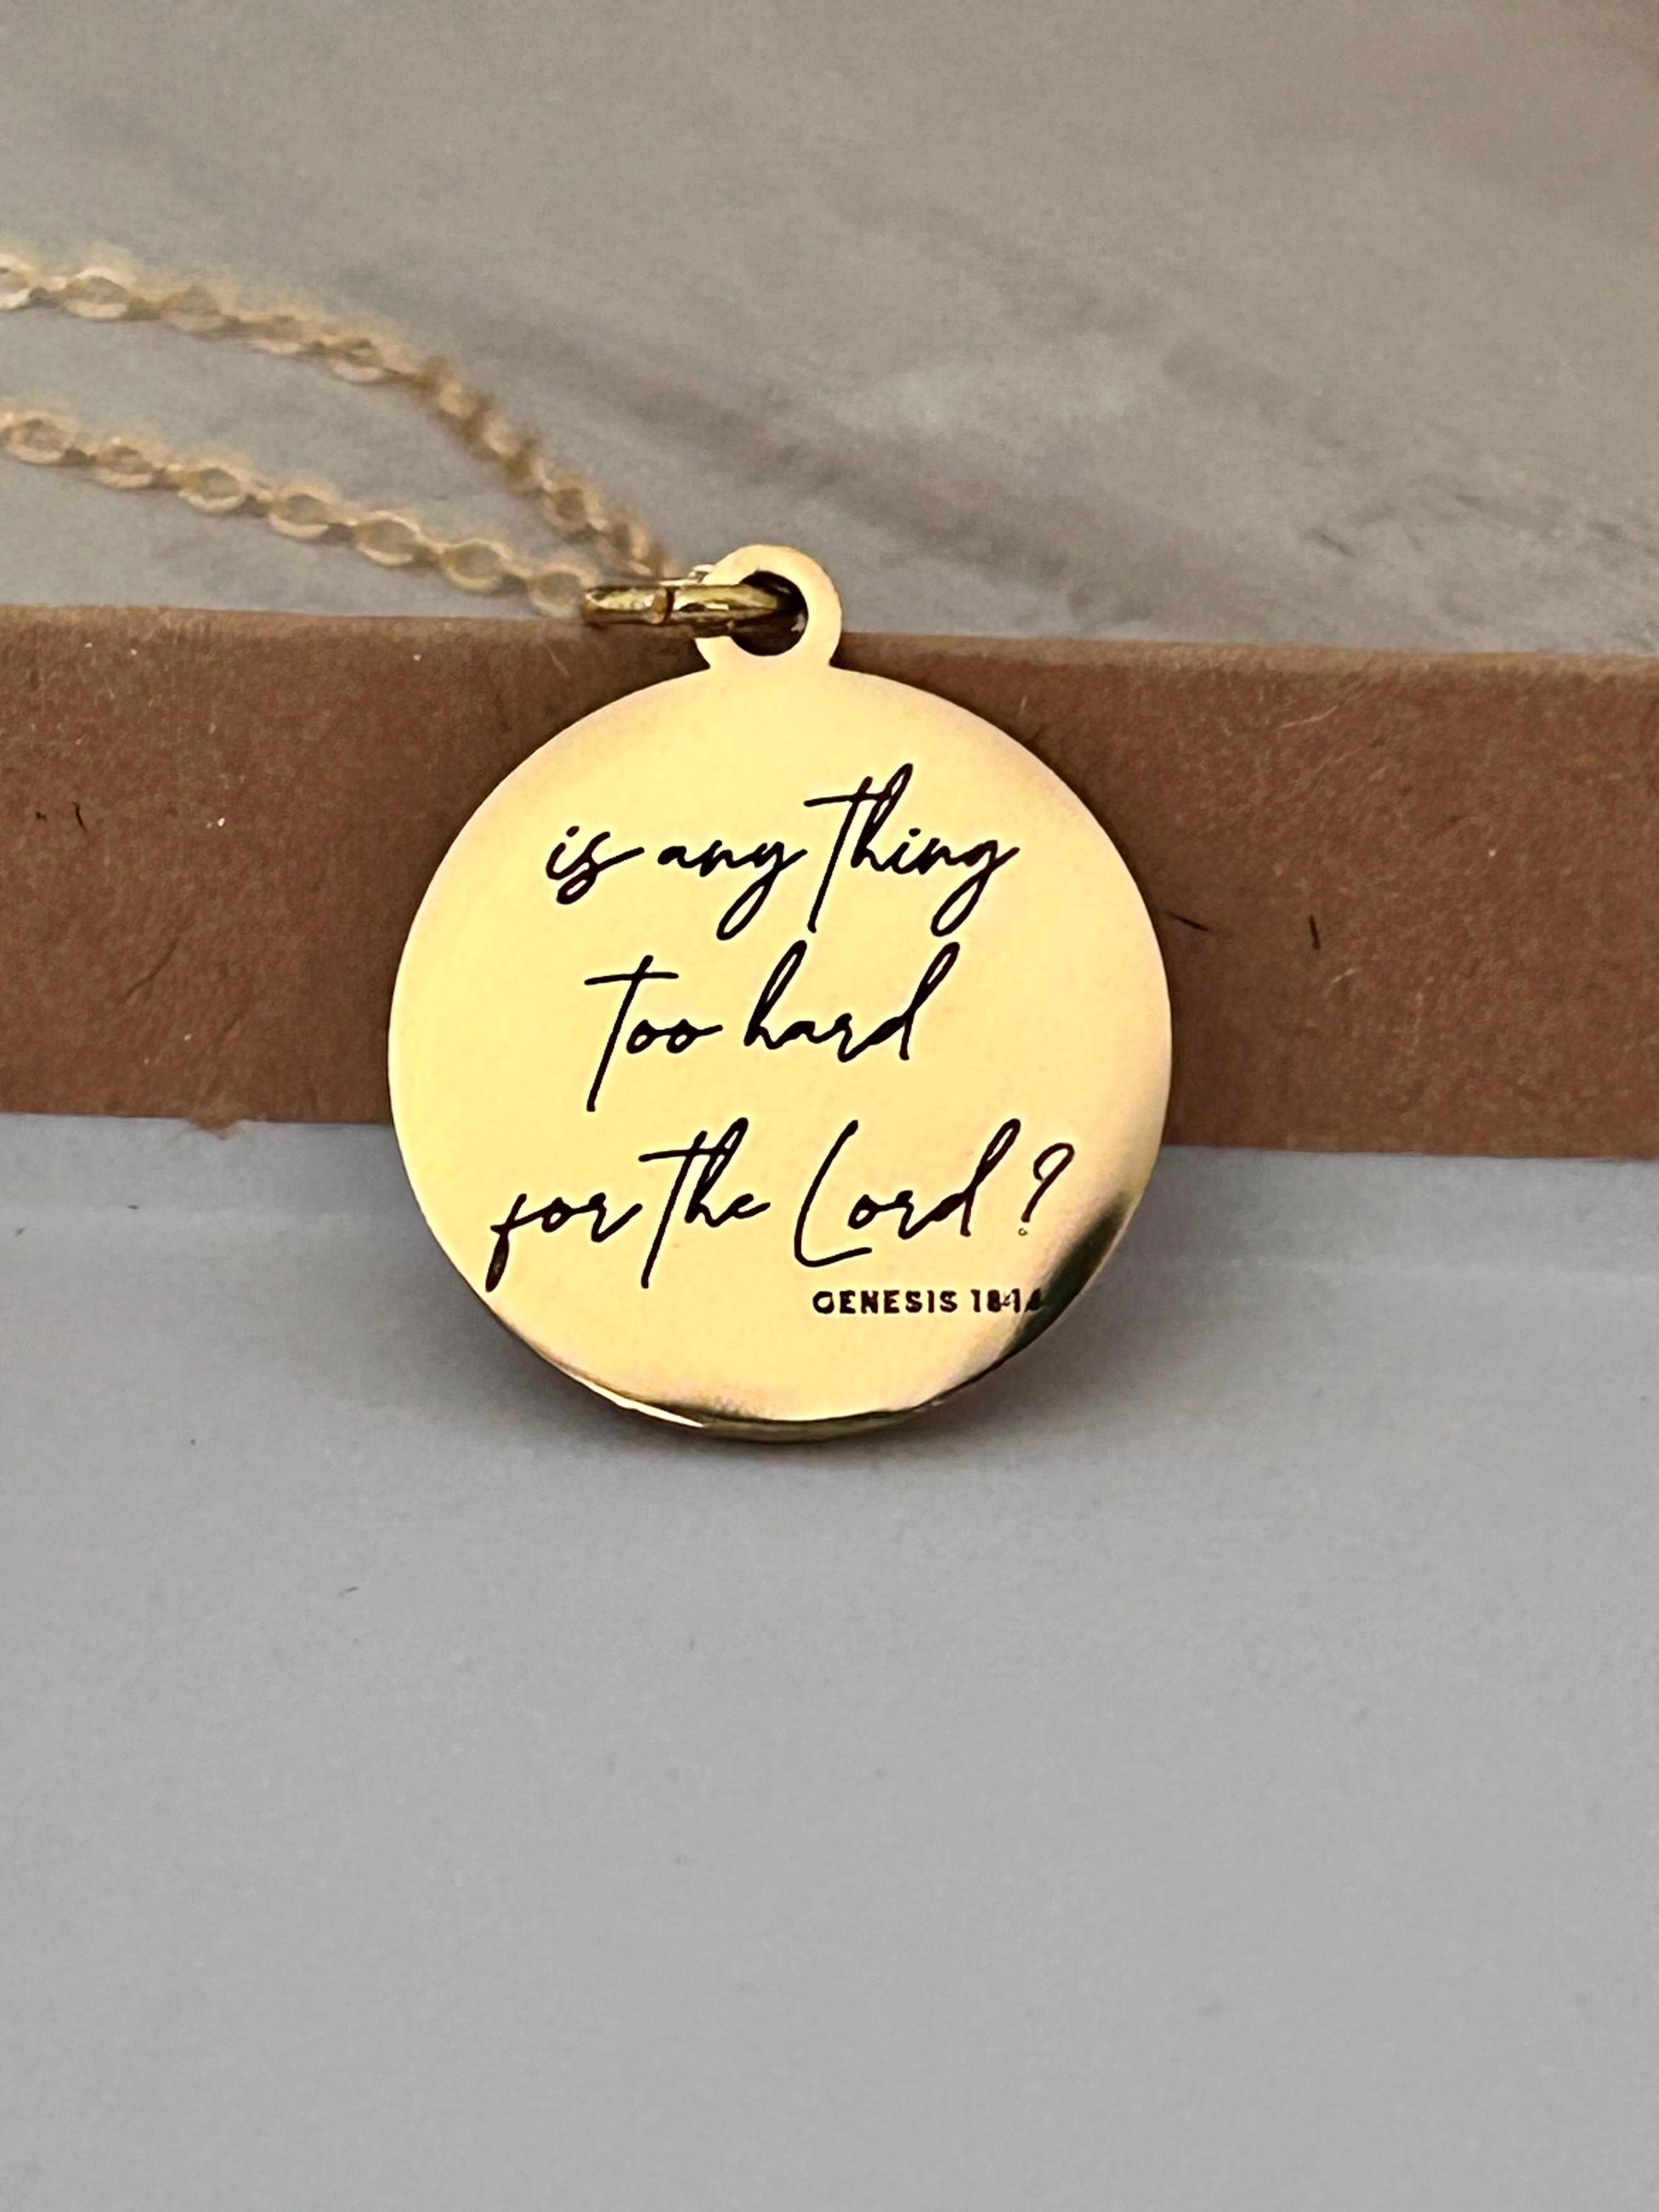 is any thing
too hard
for the Lord?
GENESIS 18:14